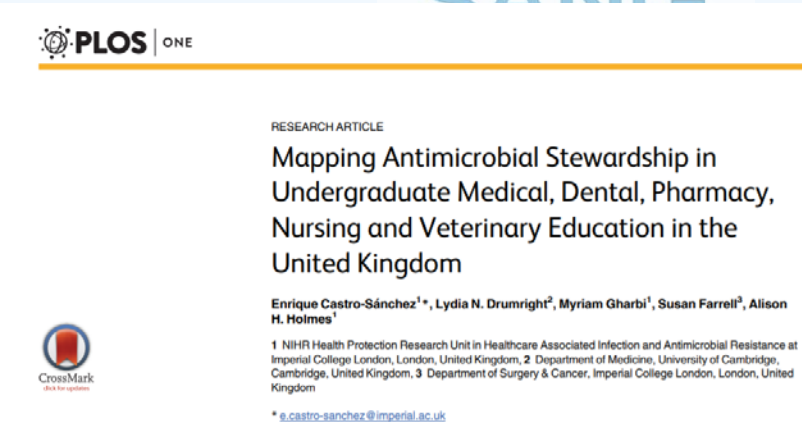 PLOS | ONE
RESEARCH ARTICLE
Mapping Antimicrobial Stewardship in
Undergraduate Medical, Dental, Pharmacy,
Nursing and Veterinary Education in the
United Kingdom
Enrique Castro-Sánchez1*, Lydia N. Drumright2, Myriam Gharbi1, Susan Farrell3, Alison
H. Holmes1
1 NIHR Health Protection Research Unit in Healthcare Associated Infection and Antimicrobial Resistance at
Imperial College London, London, United Kingdom, 2 Department of Medicine, University of Cambridge,
Cambridge, United Kingdom, 3 Department of Surgery & Cancer, Imperial College London, London, United
Kingdom
* e.castro-sanchez@imperial.ac.uk
CrossMark
click for updates